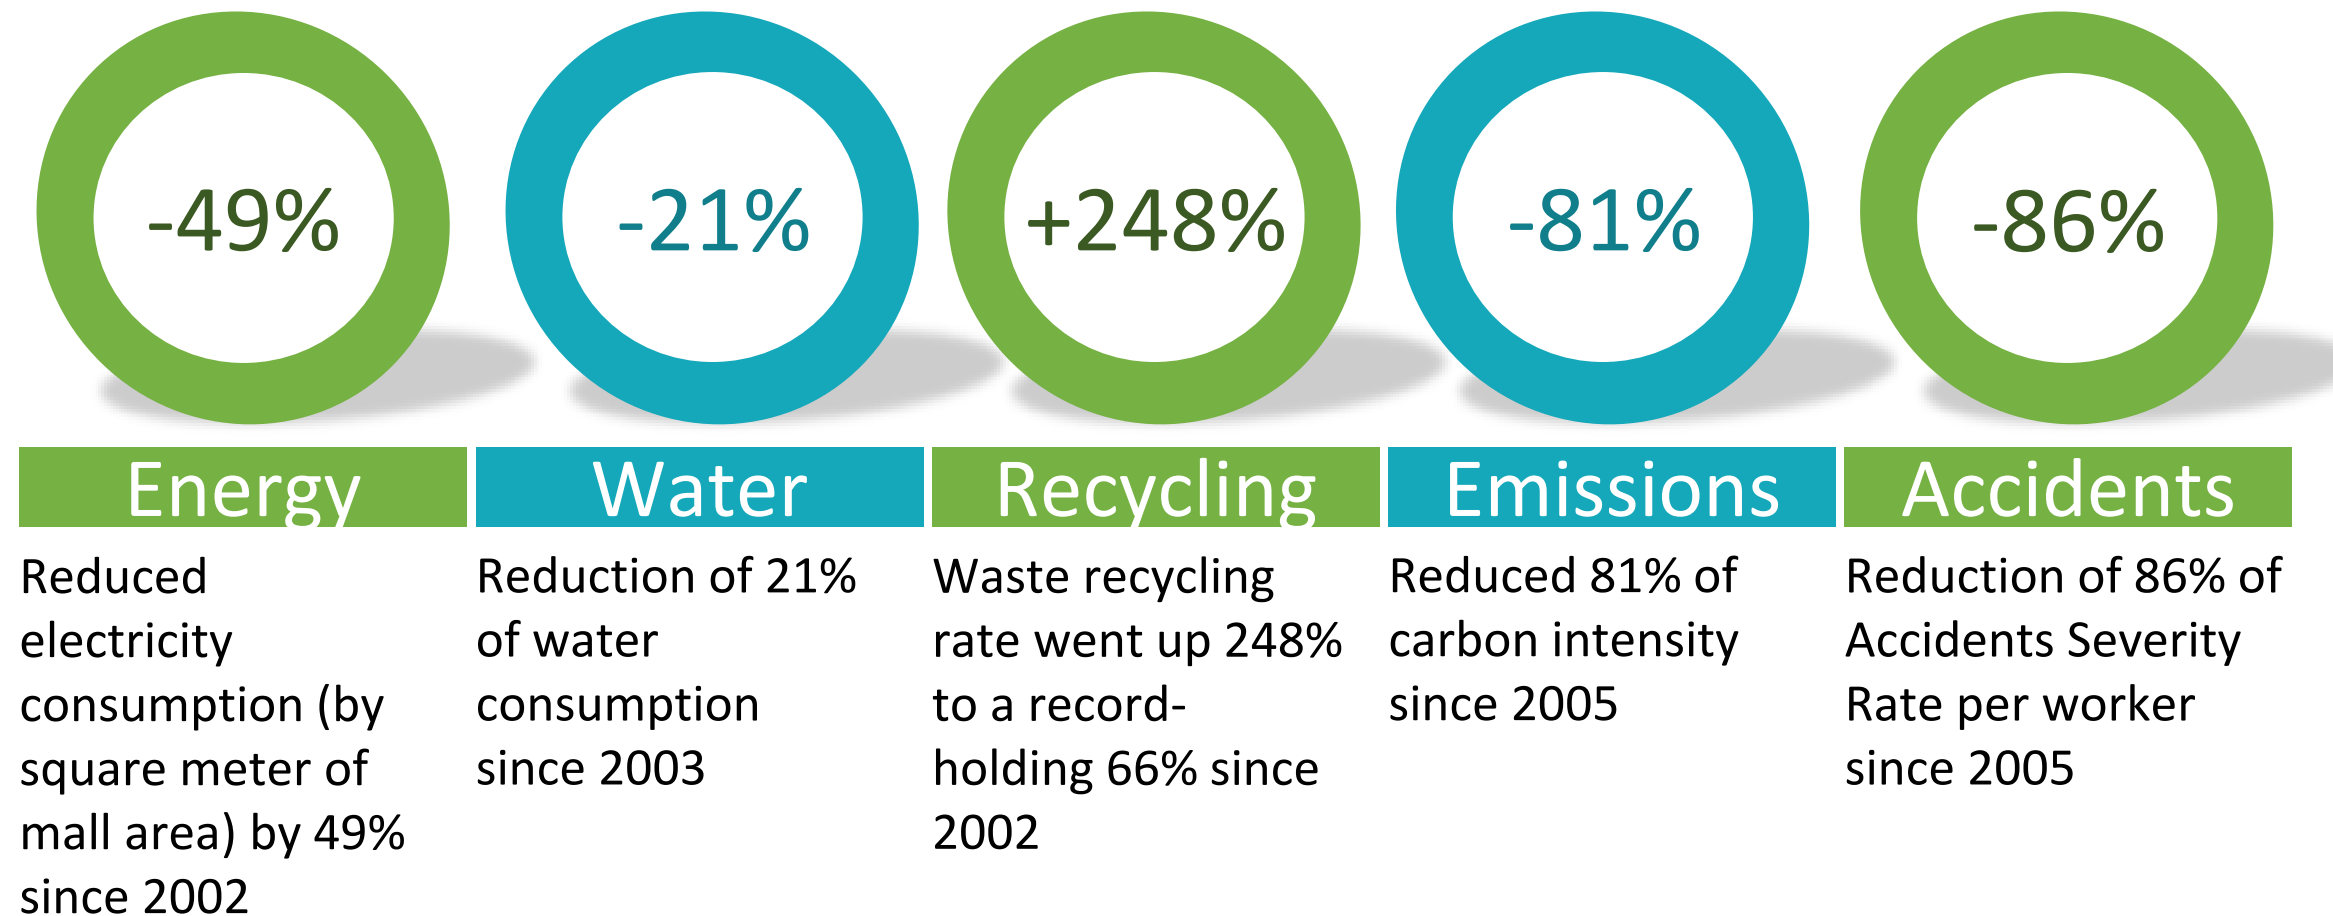 -49%
-21%
+248%
-81%
-86%
Energy
Water
Recycling
Emissions
Accidents
Reduced
electricity
consumption (by
square meter of
mall area) by 49%
since 2002
Reduction of 21%
of water
consumption
since 2003
Waste recycling
rate went up 248%
to a record-
holding 66% since
2002
Reduced 81% of
carbon intensity
since 2005
Reduction of 86% of
Accidents Severity
Rate per worker
since 2005